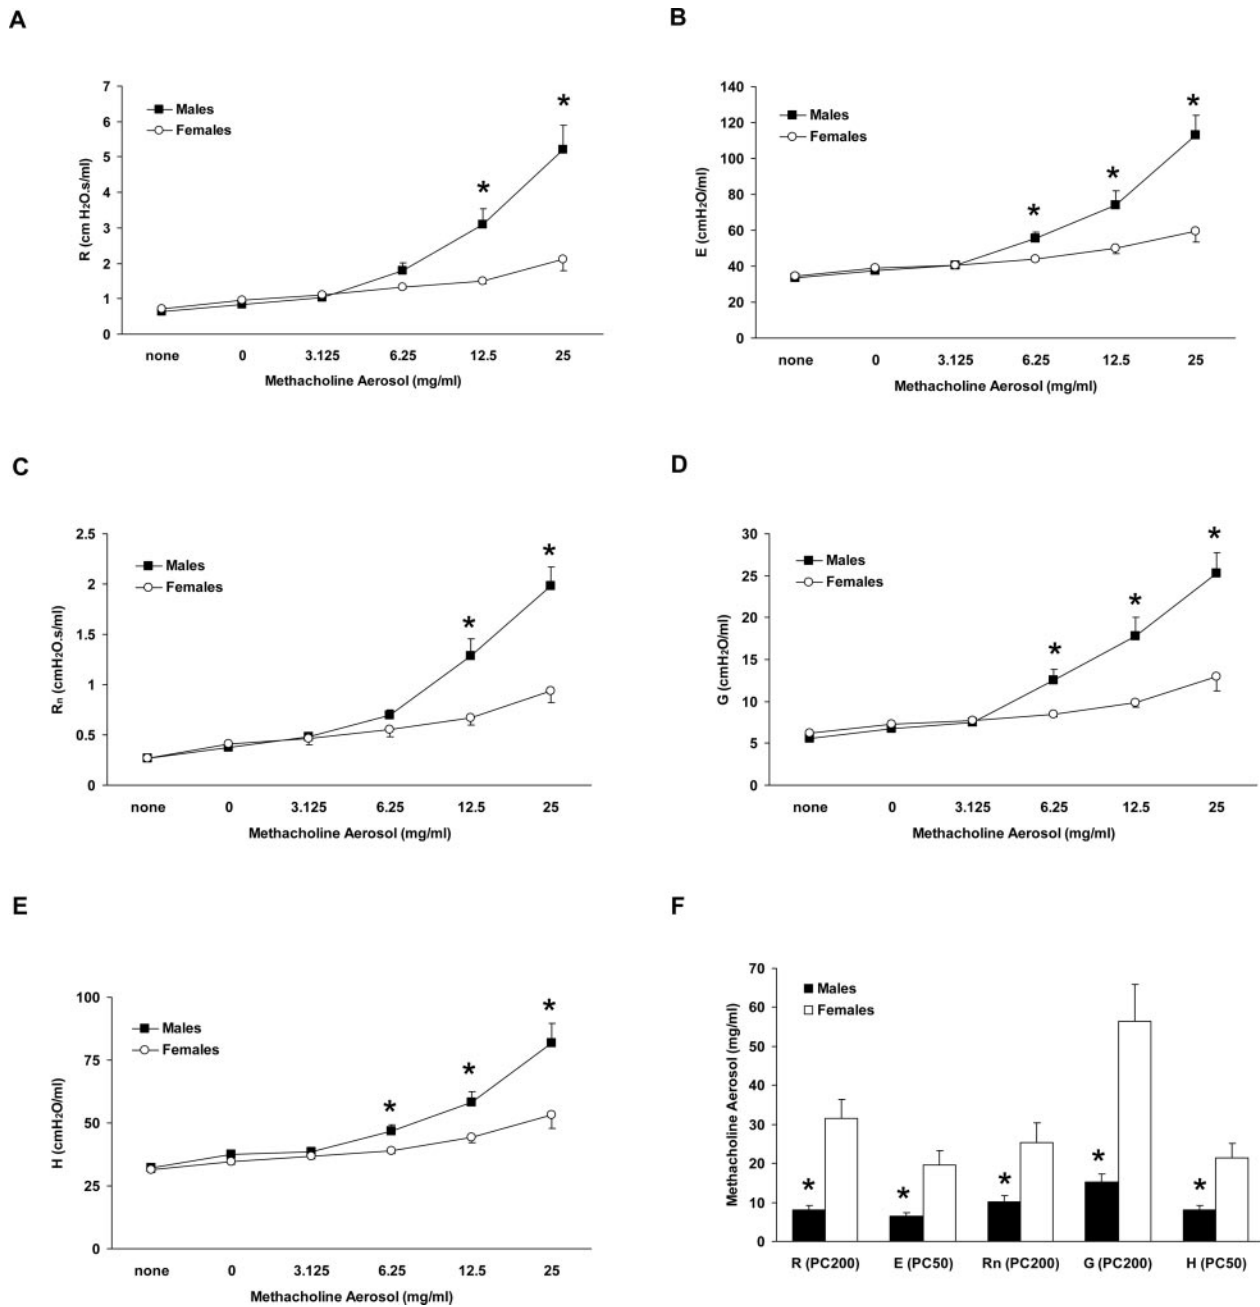 A
R (cm H2O.s/ml)
7
6
5
4
3
2
1
0
Males
Females
*
*
none 0 3.125 6.25 12.5 25
Methacholine Aerosol (mg/ml)
B
E (cmH2O/ml)
140
120
100
80
60
40
20
0
Males
Females
*
*
*
none 0 3.125 6.25 12.5 25
Methacholine Aerosol (mg/ml)
C
Rn (cmH2O.s/ml)
2.5
2
1.5
1
0.5
0
Males
Females
*
*
none 0 3.125 6.25 12.5 25
Methacholine Aerosol (mg/ml)
D
G (cmH2O/ml)
30
25
20
15
10
5
0
Males
Females
*
*
*
none 0 3.125 6.25 12.5 25
Methacholine Aerosol (mg/ml)
E
H (cmH2O/ml)
100
75
50
25
0
Males
Females
*
*
*
none 0 3.125 6.25 12.5 25
Methacholine Aerosol (mg/ml)
F
Methacholine Aerosol (mg/ml)
70
60
50
40
30
20
10
0
Males
Females
* * * * *
R (PC200) E (PC50) Rn (PC200) G (PC200) H (PC50)